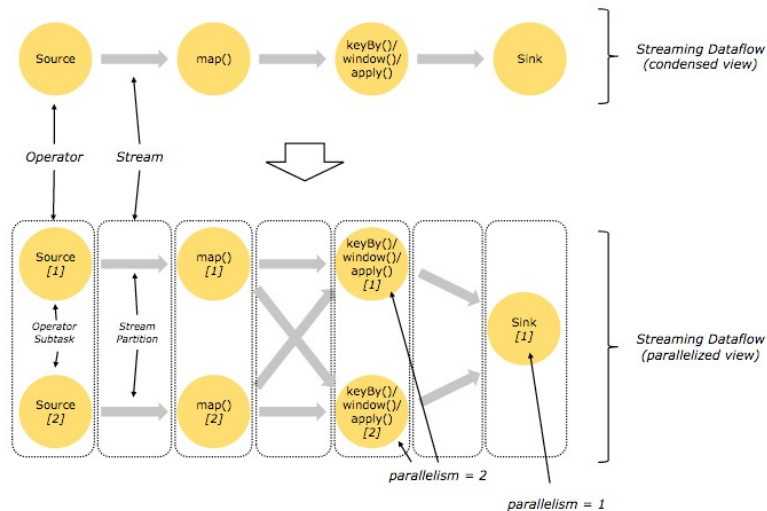 Source
map()
keyBy()/
window()/
apply()
Sink
Streaming Dataflow
(condensed view)
Operator
Stream
Source
[1]
map()
[1]
keyBy()/
window()/
apply()
[1]
Operator
Subtask
Stream
Partition
Sink
[1]
Streaming Dataflow
(parallelized view)
Source
[2]
map()
[2]
keyBy()/
window()/
apply()
[2]
parallelism = 2
parallelism = 1